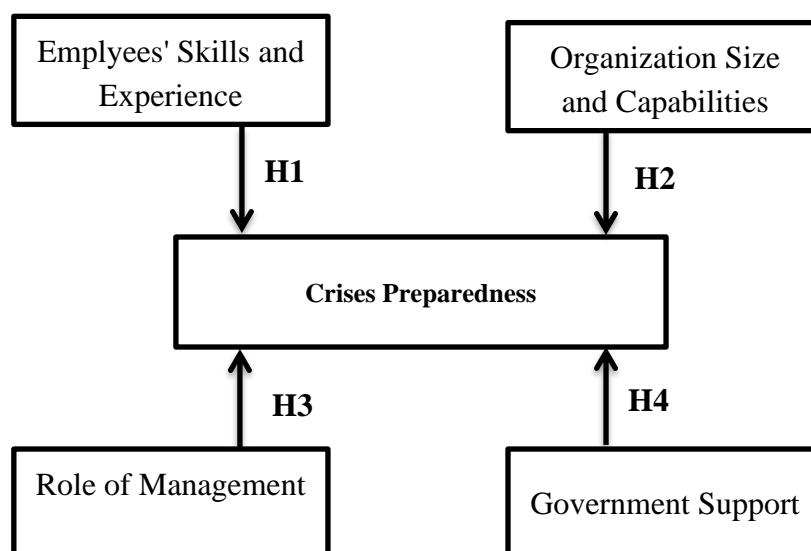 Emplyees' Skills and
Experience
Organization Size
and Capabilities
H1
H2
Crises Preparedness
H3
H4
Role of Management
Government Support